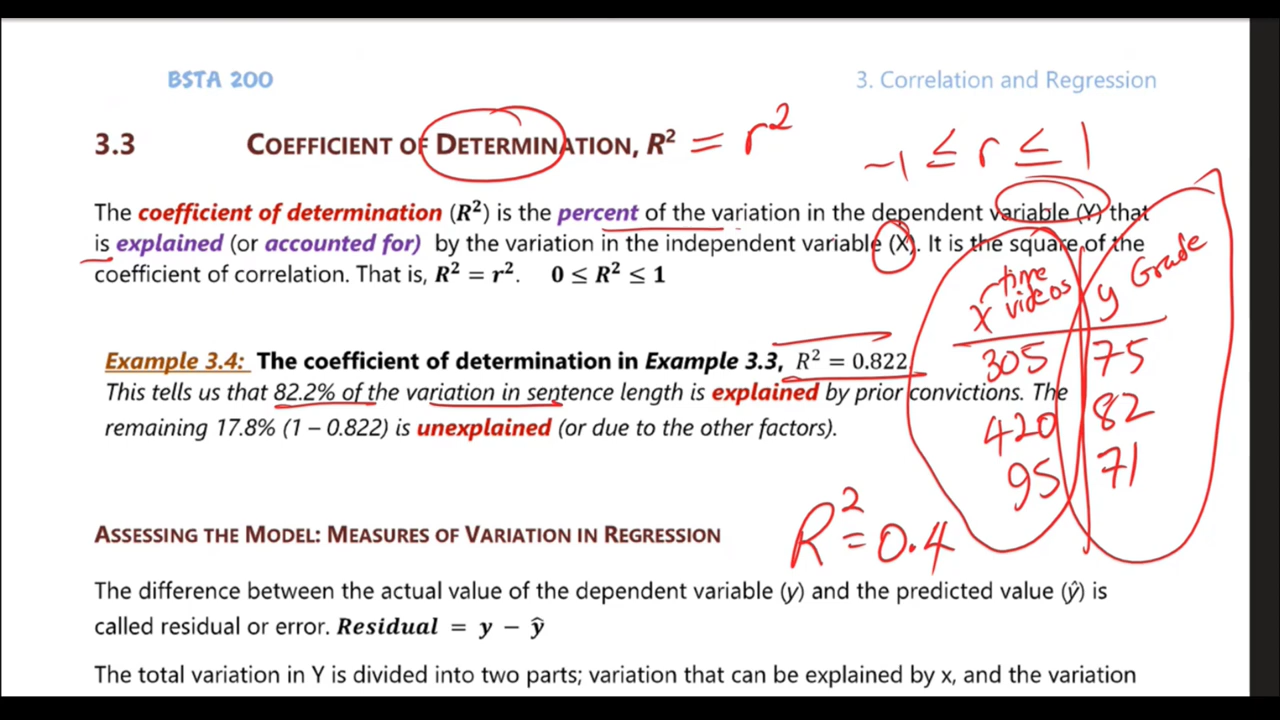 BSTA 200
3. Correlation and Regression
3.3 COEFFICIENT OF DETERMINATION, R² = r²
-1 ≤ r ≤ 1
The coefficient of determination (R²) is the percent of the variation in the dependent variable (Y) that
is explained (or accounted for) by the variation in the independent variable (X). It is the square of the
coefficient of correlation. That is, R² = r². 0 ≤ R² ≤ 1
time
X videos
y Grade
305 75
420 82
95 71
Example 3.4: The coefficient of determination in Example 3.3, R² = 0.822
This tells us that 82.2% of the variation in sentence length is explained by prior convictions. The
remaining 17.8% (1 – 0.822) is unexplained (or due to the other factors).
R² = 0.4
ASSESSING THE MODEL: MEASURES OF VARIATION IN REGRESSION
The difference between the actual value of the dependent variable (y) and the predicted value (ŷ) is
called residual or error. Residual = y − ŷ
The total variation in Y is divided into two parts; variation that can be explained by x, and the variation